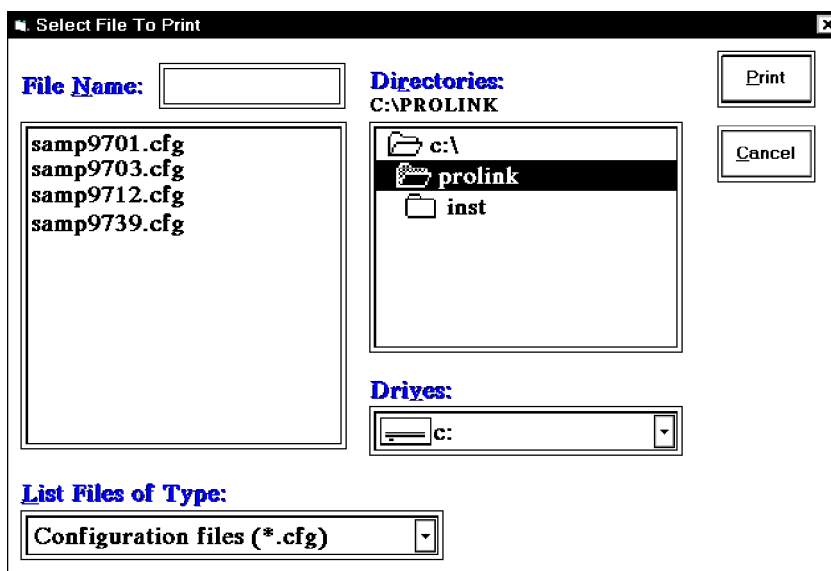 Select File To Print
File Name:
samp9701.cfg
samp9703.cfg
samp9712.cfg
samp9739.cfg
List Files of Type:
Configuration files (*.cfg)
Directories:
C:\PROLINK
c:\
prolink
inst
Drives:
c:
Print
Cancel